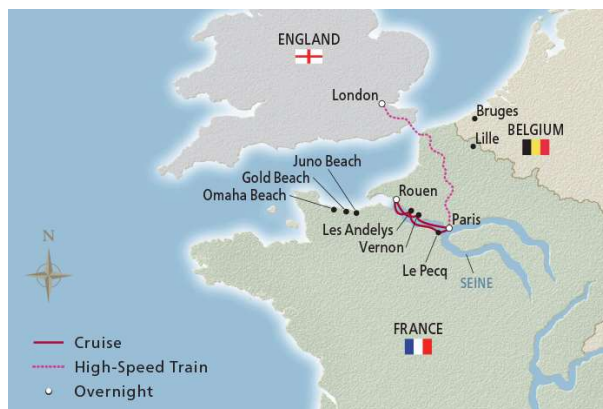 ENGLAND
London
Bruges
BELGIUM
Lille
Juno Beach
Gold Beach
Omaha Beach
Rouen
Les Andelys
Paris
Vernon
Le Pecq
SEINE
N
FRANCE
Cruise
High-Speed Train
Overnight